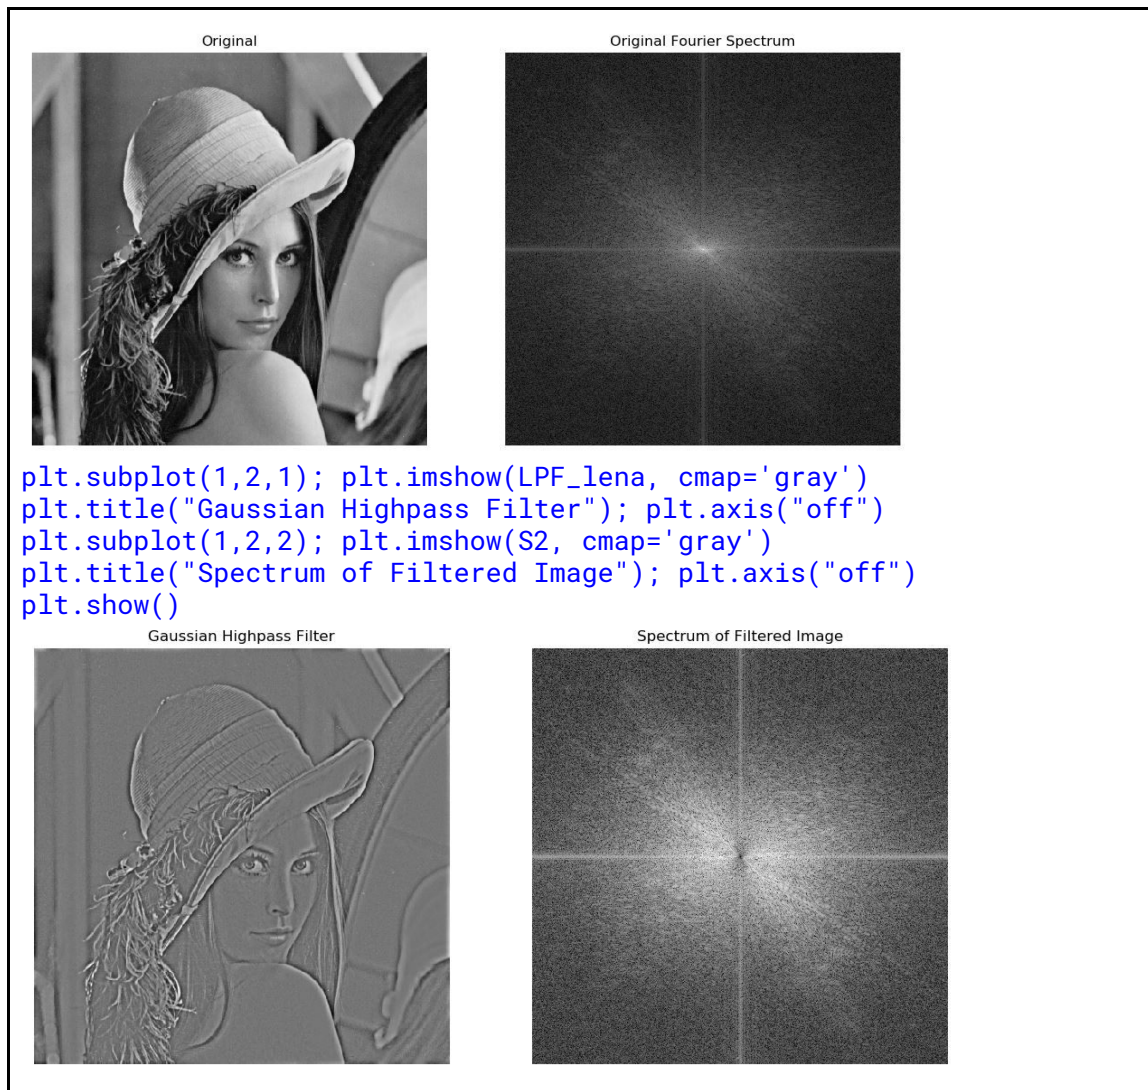 Original
Original Fourier Spectrum
plt.subplot(1,2,1); plt.imshow(LPF_lena, cmap='gray')
plt.title("Gaussian Highpass Filter"); plt.axis("off")
plt.subplot(1,2,2); plt.imshow(S2, cmap='gray')
plt.title("Spectrum of Filtered Image"); plt.axis("off")
plt.show()
Gaussian Highpass Filter
Spectrum of Filtered Image